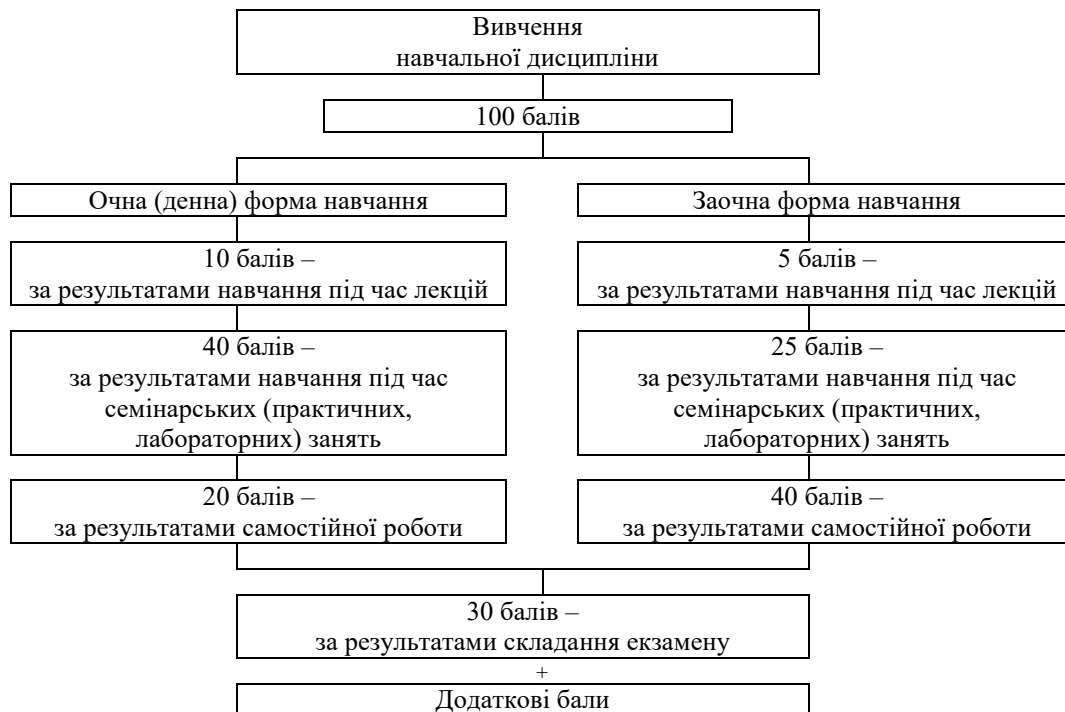 Вивчення
навчальної дисципліни
100 балів
Очна (денна) форма навчання
Заочна форма навчання
10 балів –
за результатами навчання під час лекцій
5 балів –
за результатами навчання під час лекцій
40 балів –
за результатами навчання під час
семінарських (практичних,
лабораторних) занять
25 балів –
за результатами навчання під час
семінарських (практичних,
лабораторних) занять
20 балів –
за результатами самостійної роботи
40 балів –
за результатами самостійної роботи
30 балів –
за результатами складання екзамену
+
Додаткові бали